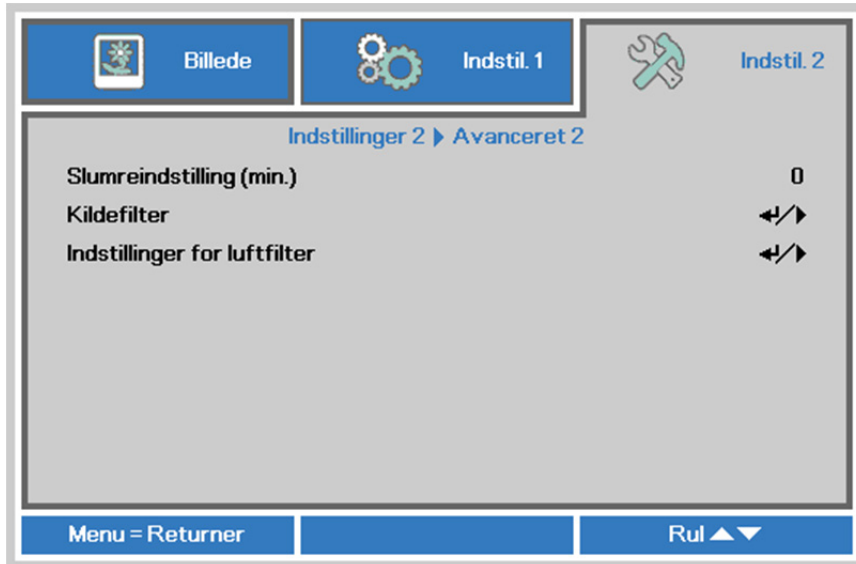 Billede
Indstil. 1
Indstil. 2
Indstillinger 2 ▶ Avanceret 2
Slumreindstilling (min.) 0
Kildefilter ↵/▶
Indstillinger for luftfilter ↵/▶
Menu = Returner
Rul ▲▼